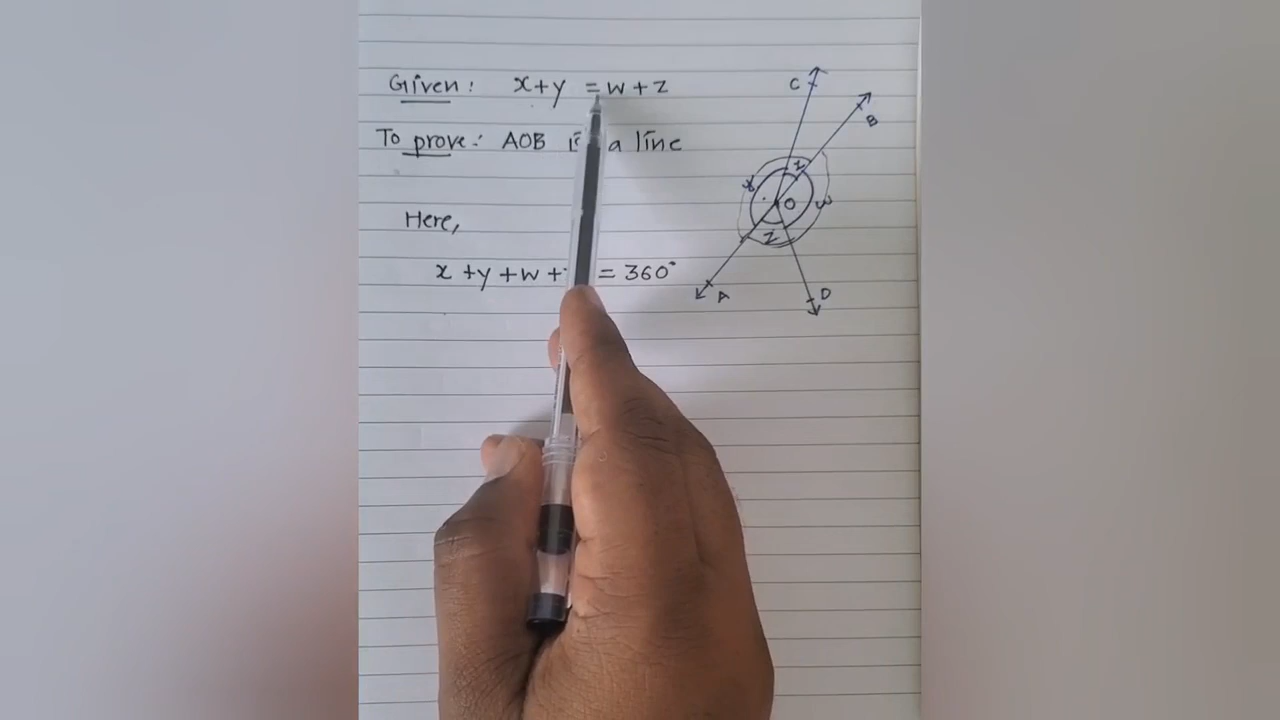 Given: x+y = w+z
To prove: AOB a line
Here,
x +y +w + = 360°
C
B
x
y
O
w
z
A
D